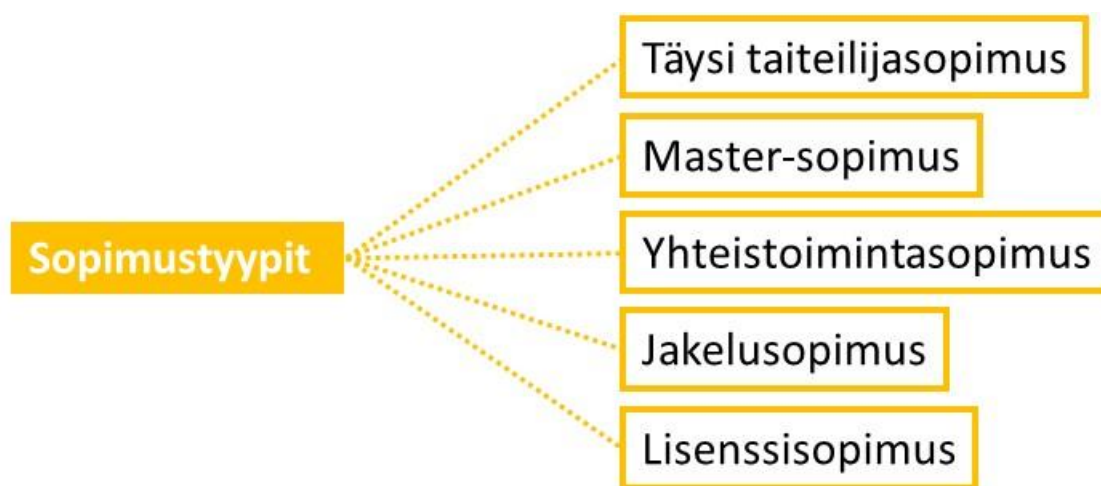 Sopimustyypit
Täysi taiteilijasopimus
Master-sopimus
Yhteistoimintasopimus
Jakelusopimus
Lisenssisopimus